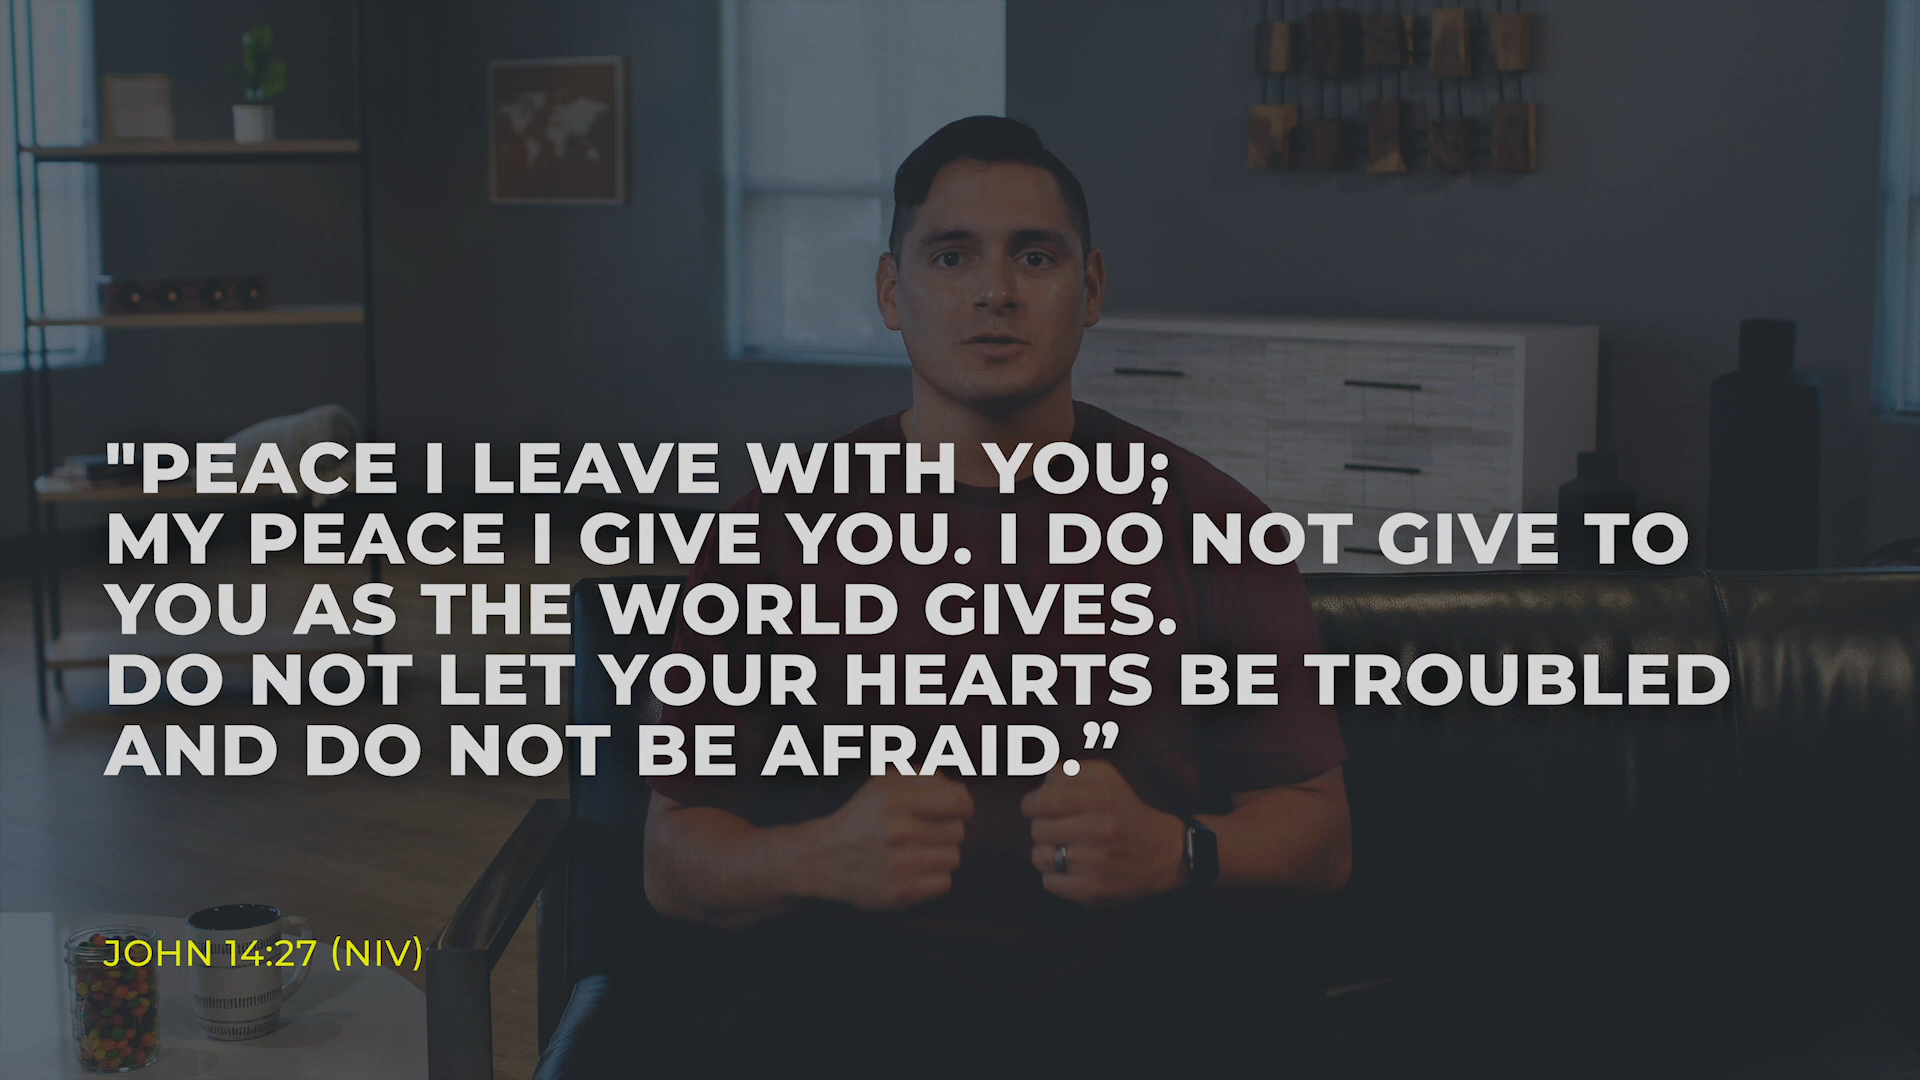 "PEACE I LEAVE WITH YOU;
MY PEACE I GIVE YOU. I DO NOT GIVE TO
YOU AS THE WORLD GIVES.
DO NOT LET YOUR HEARTS BE TROUBLED
AND DO NOT BE AFRAID.”
JOHN 14:27 (NIV)